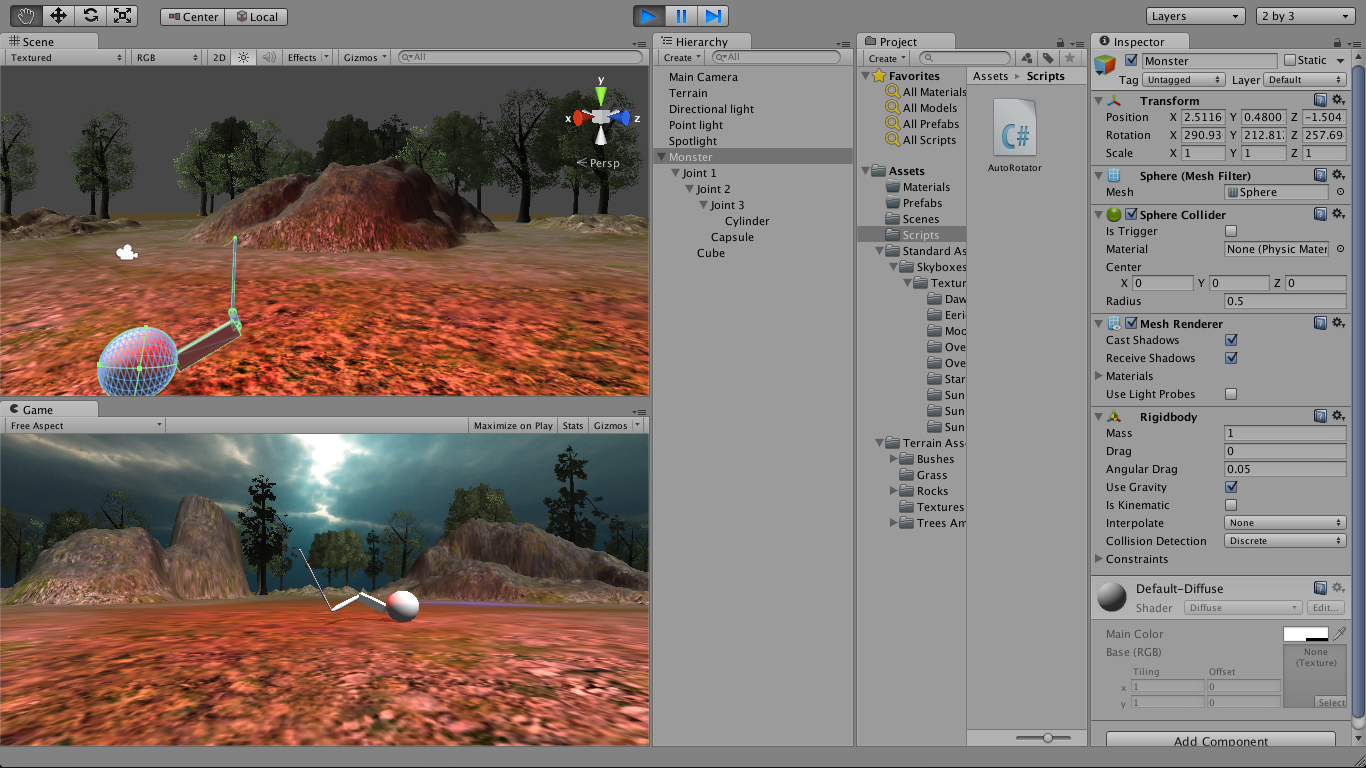 Center Local
Layers 2 by 3
Scene
Textured RGB 2D Effects Gizmos All
y
x z
Persp
Game
Free Aspect Maximize on Play Stats Gizmos
Hierarchy
Create All
Main Camera
Terrain
Directional light
Point light
Spotlight
Monster
Joint 1
Joint 2
Joint 3
Cylinder
Capsule
Cube
Project
Create
Favorites
All Materials
All Models
All Prefabs
All Scripts
Assets
Materials
Prefabs
Scenes
Scripts
Standard As
Skyboxes
Textur
Daw
Eeri
Moo
Ove
Ove
Star
Sun
Sun
Sun
Terrain Asse
Bushes
Grass
Rocks
Textures
Trees Am
Assets Scripts
C#
AutoRotator
Inspector
Monster Static
Tag Untagged Layer Default
Transform
Position X 2.5116 Y 0.4800 Z -1.504
Rotation X 290.93 Y 212.81 Z 257.69
Scale X 1 Y 1 Z 1
Sphere (Mesh Filter)
Mesh Sphere
Sphere Collider
Is Trigger
Material None (Physic Mater
Center
X 0 Y 0 Z 0
Radius 0.5
Mesh Renderer
Cast Shadows
Receive Shadows
Materials
Use Light Probes
Rigidbody
Mass 1
Drag 0
Angular Drag 0.05
Use Gravity
Is Kinematic
Interpolate None
Collision Detection Discrete
Constraints
Default-Diffuse
Shader Diffuse Edit...
Main Color
Base (RGB)
None
(Texture)
Tiling Offset
x 1 0
y 1 0
Select
Add Component